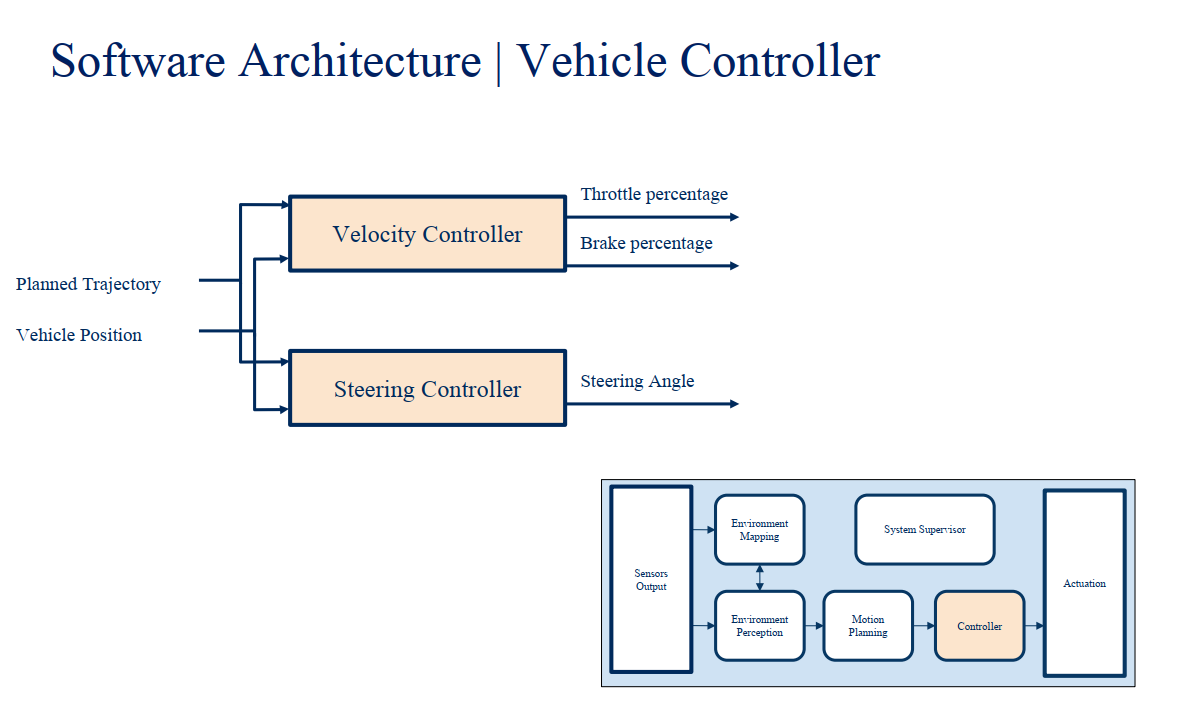 Software Architecture | Vehicle Controller
Throttle percentage
Velocity Controller
Brake percentage
Planned Trajectory
Vehicle Position
Steering Controller
Steering Angle
Sensors
Output
Environment
Mapping
System Supervisor
Environment
Perception
Motion
Planning
Controller
Actuation